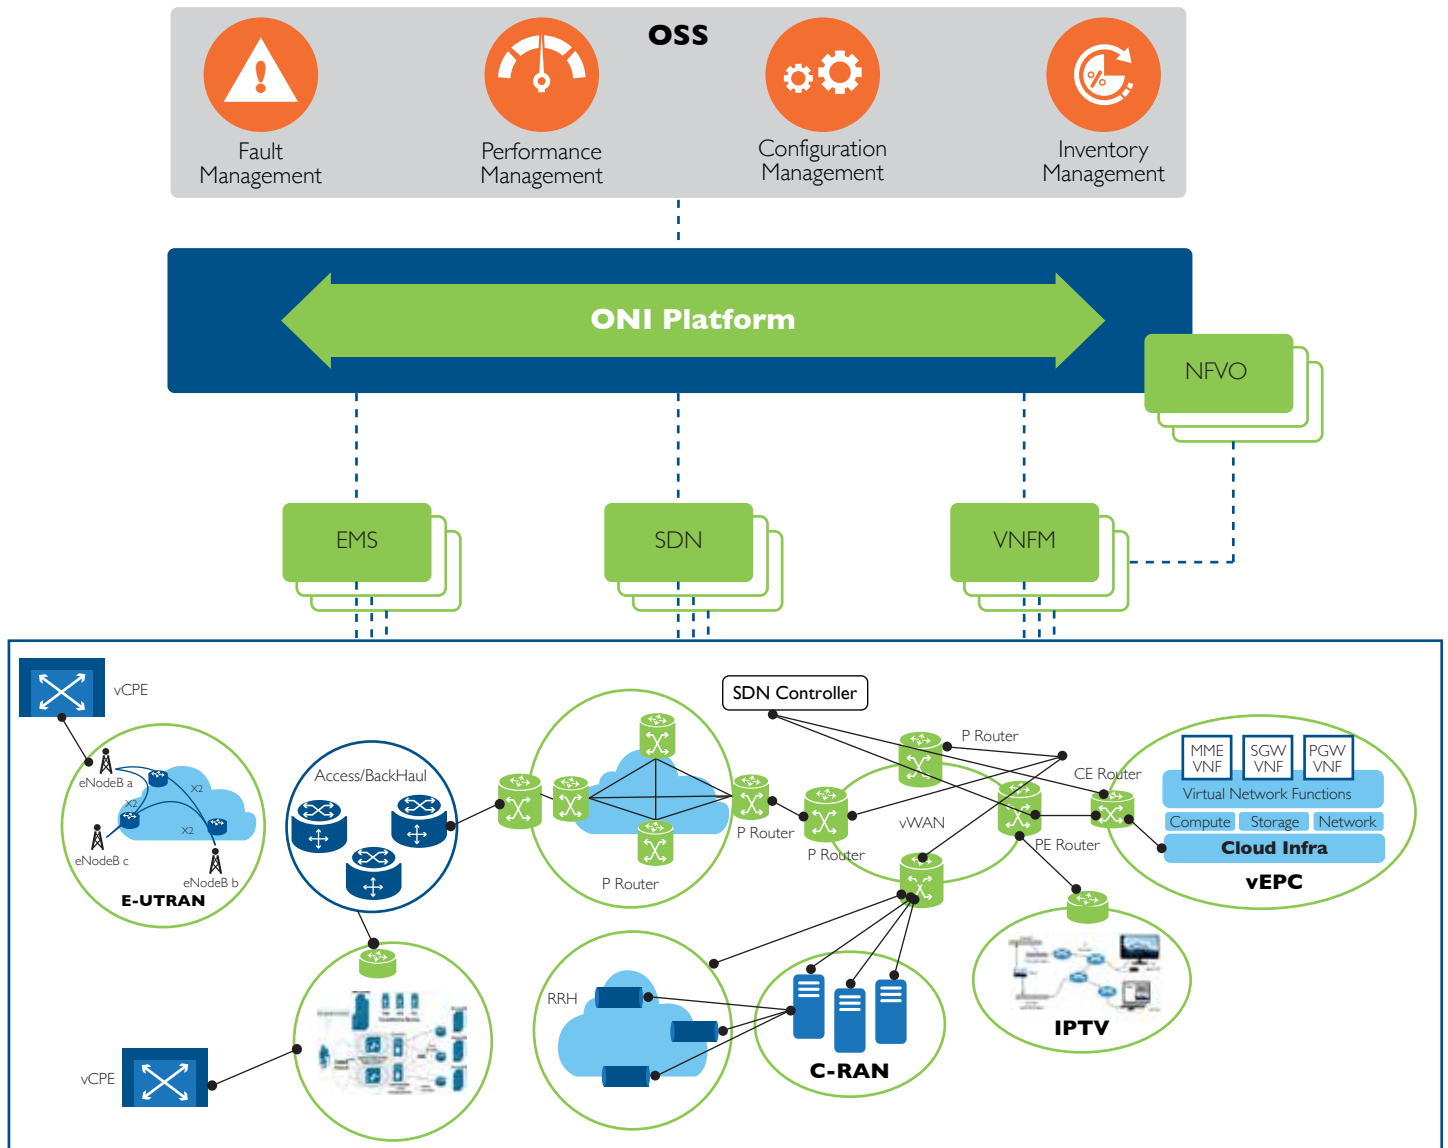 OSS
Fault
Management
Performance
Management
Configuration
Management
%
Inventory
Management
ONI Platform
NFVO
EMS
SDN
VNFM
vCPE
SDN Controller
P Router
CE Router
MME
VNF
SGW
VNF
PGW
VNF
Virtual Network Functions
Compute
Storage
Network
Cloud Infra
vEPC
Access/BackHaul
eNodeB a
X2
X2
X2
eNodeB c
eNodeB b
E-UTRAN
P Router
P Router
P Router
vWAN
PE Router
RRH
C-RAN
IPTV
vCPE